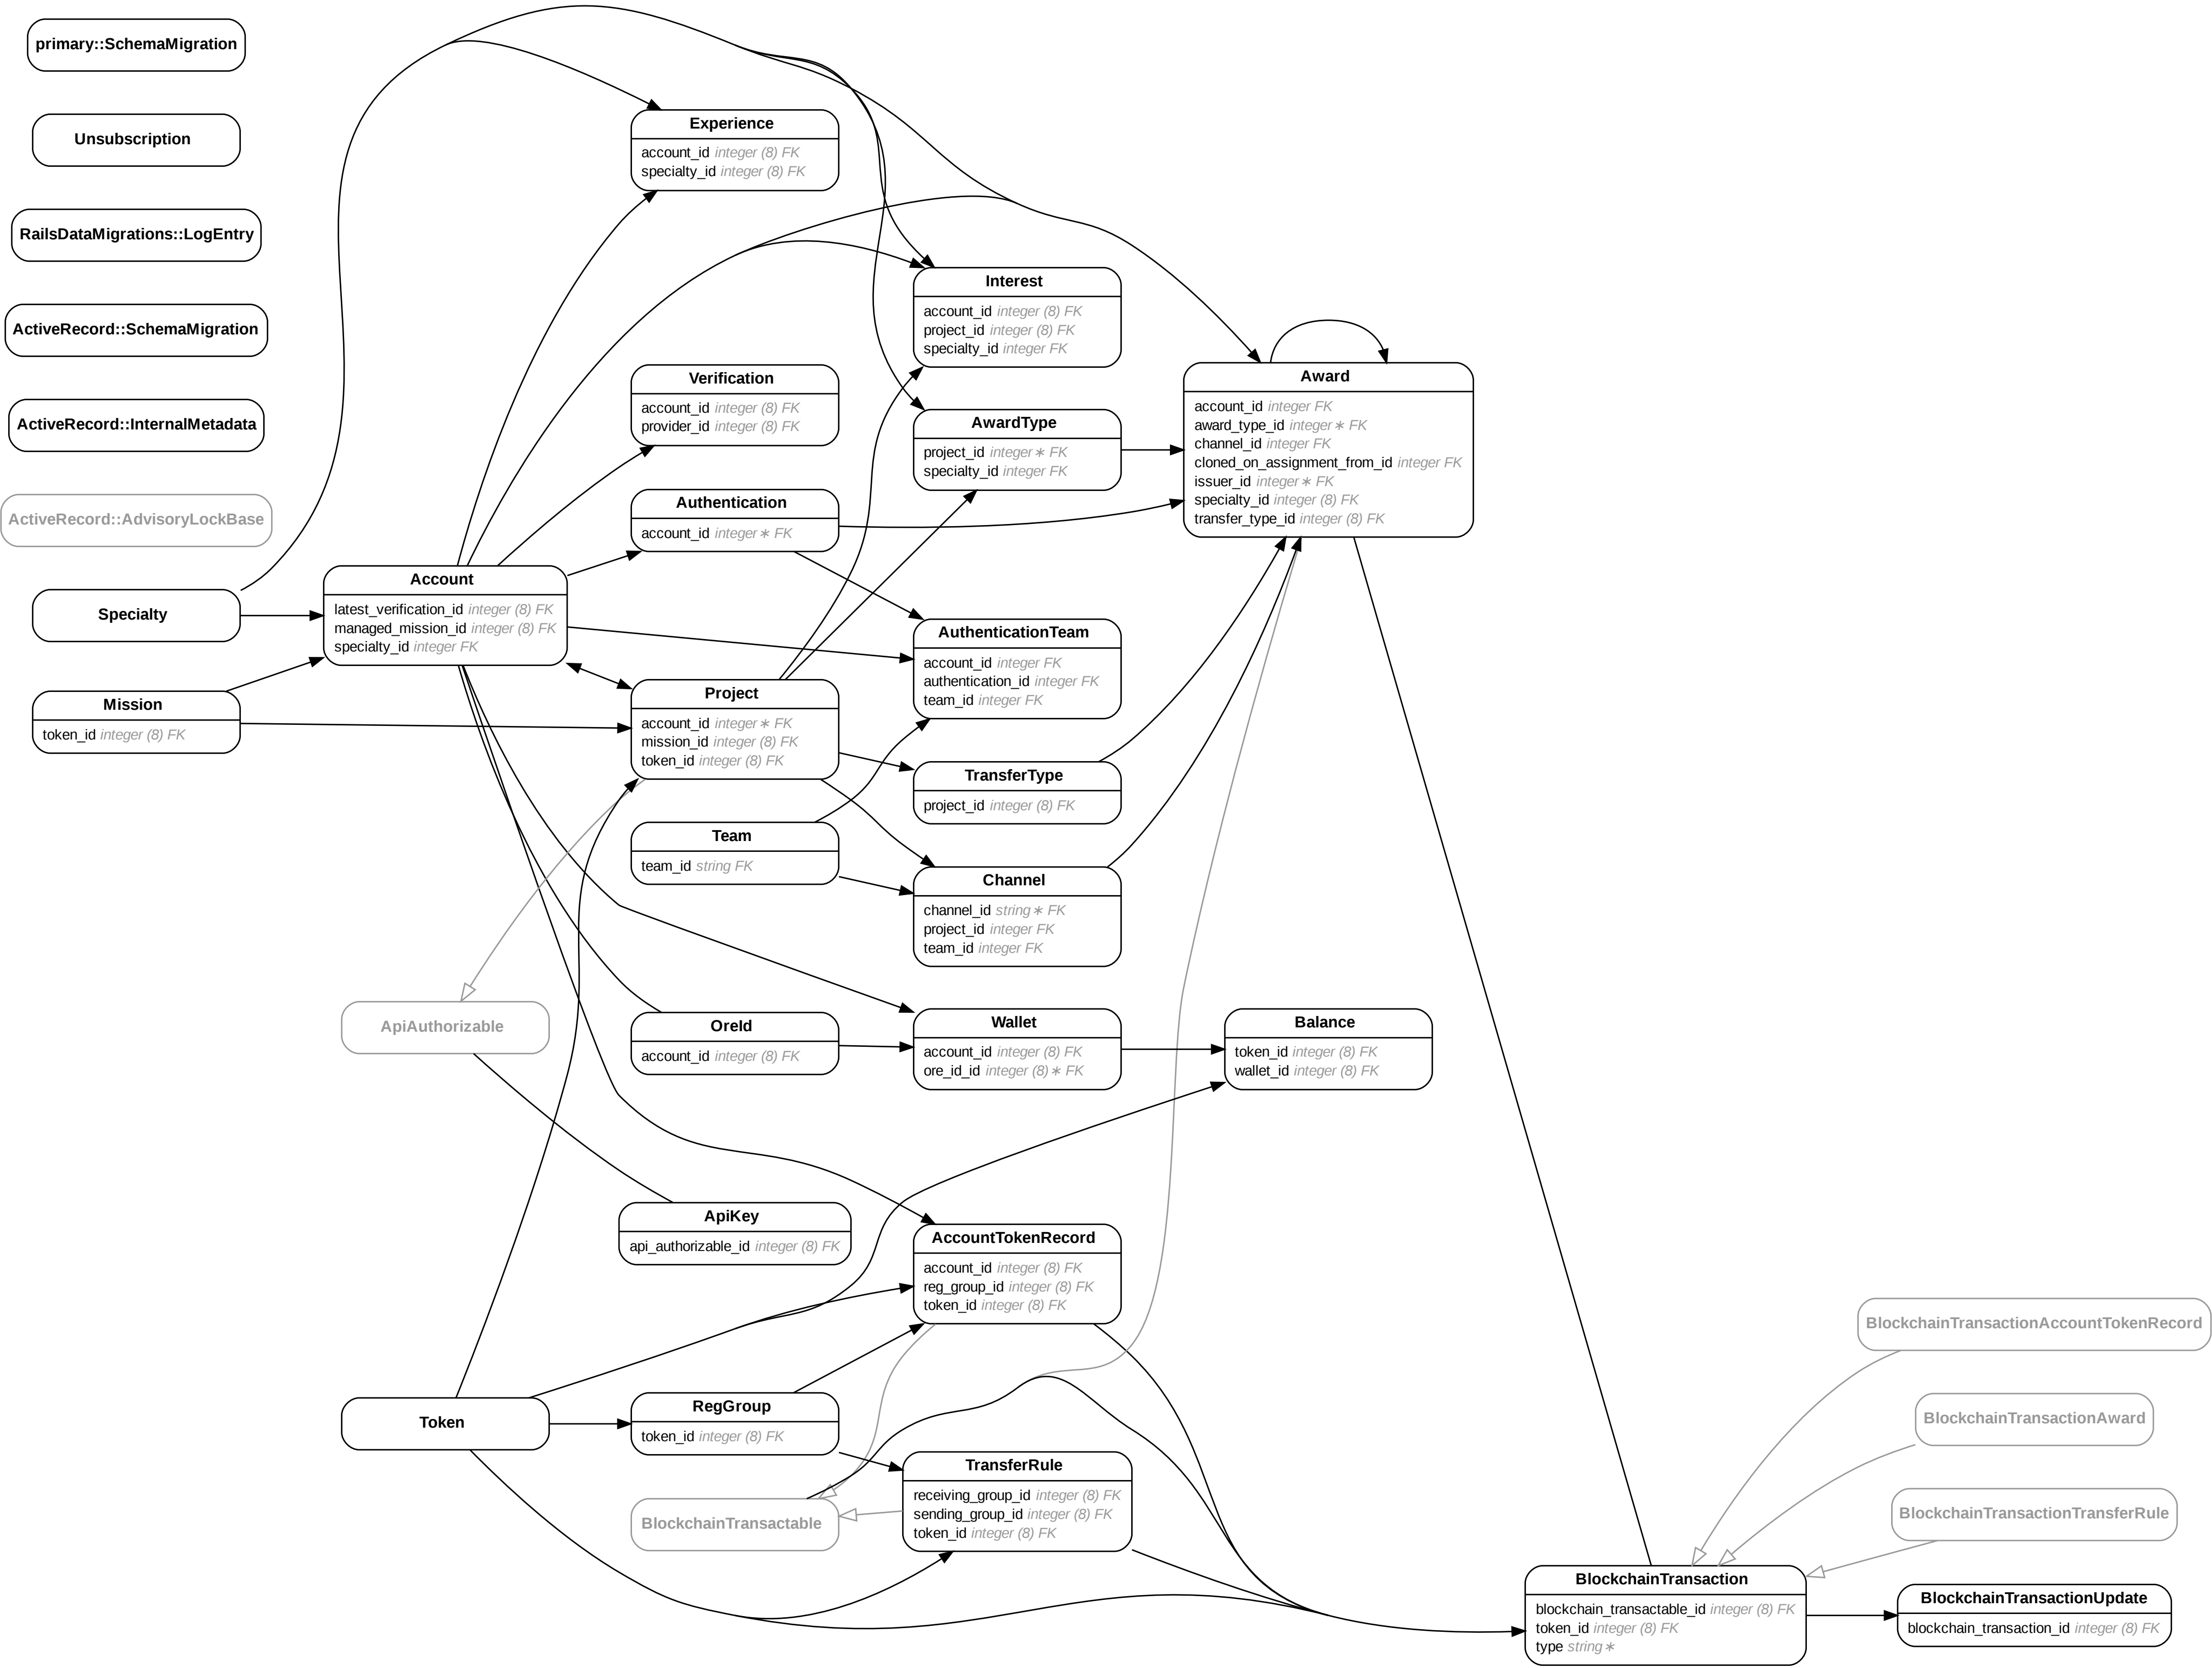 primary::SchemaMigration
Unsubscription
RailsDataMigrations::LogEntry
ActiveRecord::SchemaMigration
ActiveRecord::InternalMetadata
ActiveRecord::AdvisoryLockBase
Specialty
Mission
token_id integer (8) FK
Account
latest_verification_id integer (8) FK
managed_mission_id integer (8) FK
specialty_id integer FK
ApiAuthorizable
Token
Experience
account_id integer (8) FK
specialty_id integer (8) FK
Verification
account_id integer (8) FK
provider_id integer (8) FK
Authentication
account_id integer∗ FK
Project
account_id integer∗ FK
mission_id integer (8) FK
token_id integer (8) FK
Team
team_id string FK
OreId
account_id integer (8) FK
ApiKey
api_authorizable_id integer (8) FK
RegGroup
token_id integer (8) FK
BlockchainTransactable
Interest
account_id integer (8) FK
project_id integer (8) FK
specialty_id integer FK
AwardType
project_id integer∗ FK
specialty_id integer FK
AuthenticationTeam
account_id integer FK
authentication_id integer FK
team_id integer FK
TransferType
project_id integer (8) FK
Channel
channel_id string∗ FK
project_id integer FK
team_id integer FK
Wallet
account_id integer (8) FK
ore_id_id integer (8)∗ FK
AccountTokenRecord
account_id integer (8) FK
reg_group_id integer (8) FK
token_id integer (8) FK
TransferRule
receiving_group_id integer (8) FK
sending_group_id integer (8) FK
token_id integer (8) FK
Award
account_id integer FK
award_type_id integer∗ FK
channel_id integer FK
cloned_on_assignment_from_id integer FK
issuer_id integer∗ FK
specialty_id integer (8) FK
transfer_type_id integer (8) FK
Balance
token_id integer (8) FK
wallet_id integer (8) FK
BlockchainTransaction
blockchain_transactable_id integer (8) FK
token_id integer (8) FK
type string∗
BlockchainTransactionAccountTokenRecord
BlockchainTransactionAward
BlockchainTransactionTransferRule
BlockchainTransactionUpdate
blockchain_transaction_id integer (8) FK